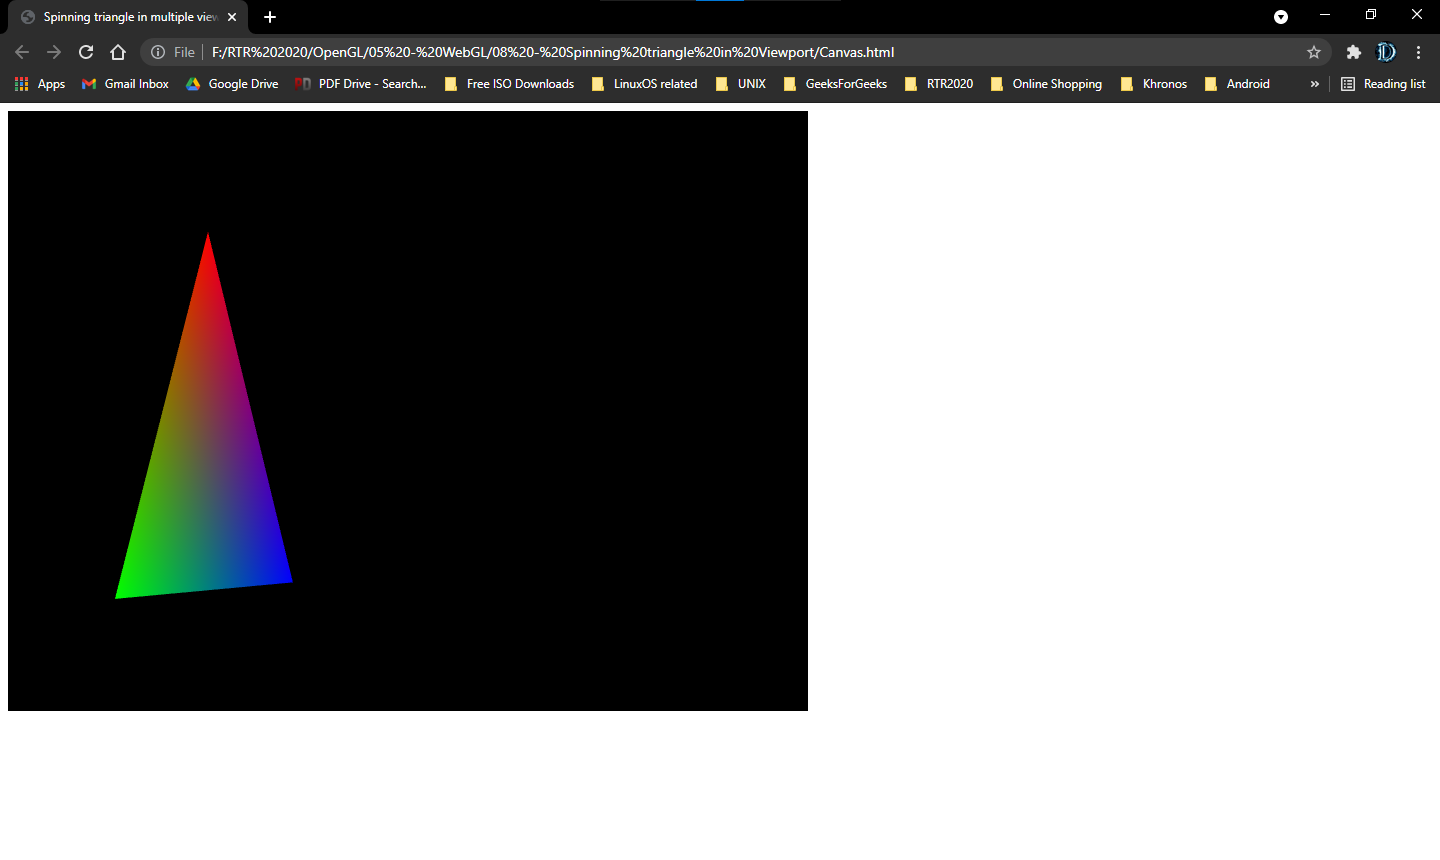 Spinning triangle in multiple view
File F:/RTR%202020/OpenGL/05%20-%20WebGL/08%20-%20Spinning%20triangle%20in%20Viewport/Canvas.html
Apps Gmail Inbox Google Drive PDF Drive - Search... Free ISO Downloads LinuxOS related UNIX GeeksForGeeks RTR2020 Online Shopping Khronos Android » Reading list